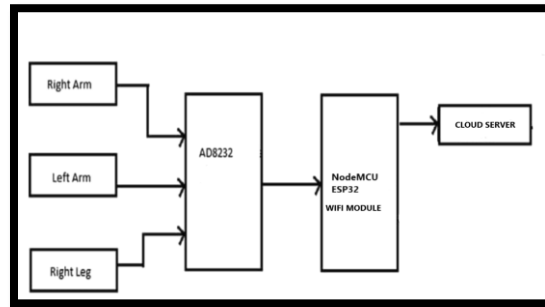 Right Arm
Left Arm
Right Leg
AD8232
NodeMCU
ESP32
WIFI MODULE
CLOUD SERVER